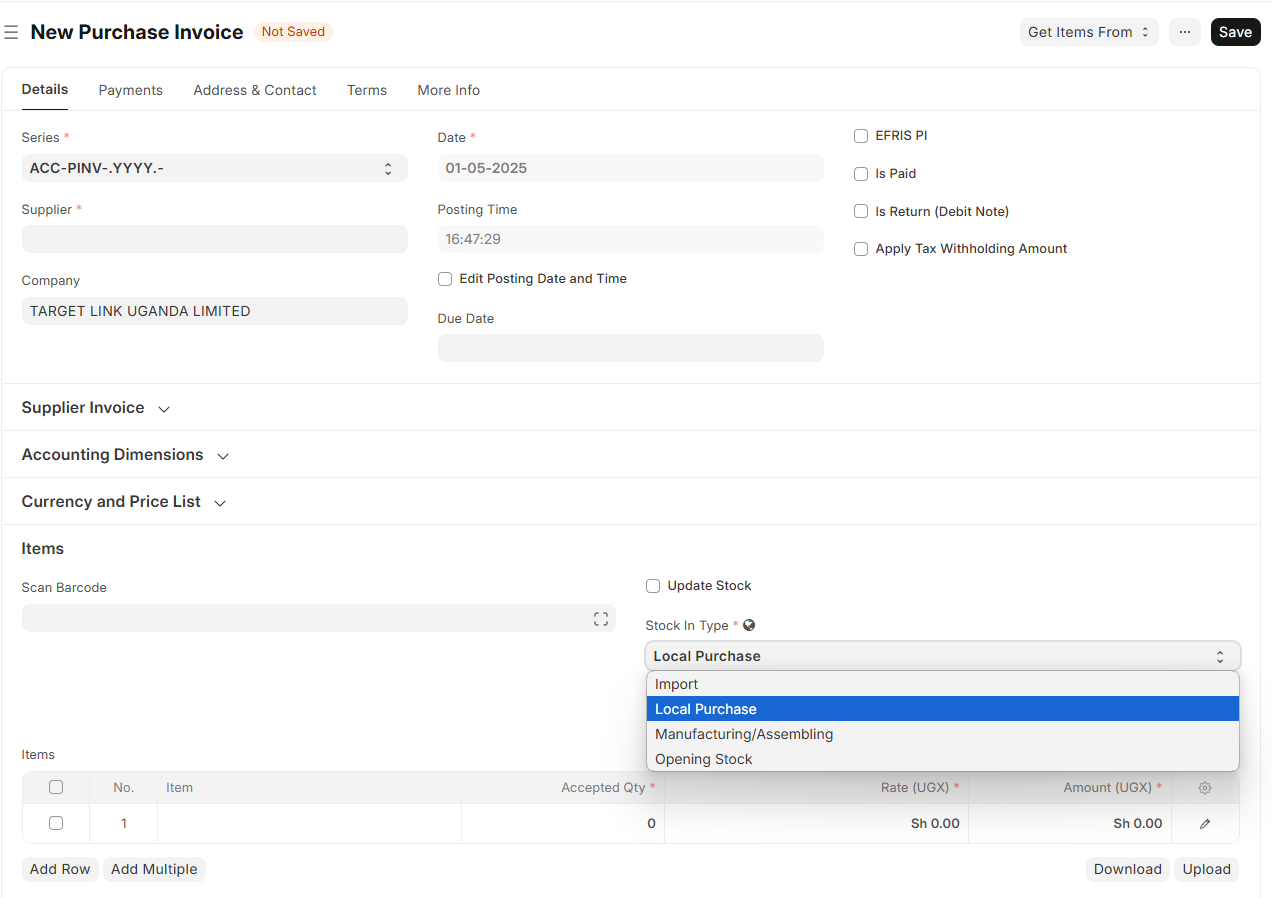 New Purchase Invoice Not Saved Get Items From ... Save
Details Payments Address & Contact Terms More Info
Series *
ACC-PINV-.YYYY.-
Supplier *
Company
TARGET LINK UGANDA LIMITED
Date *
01-05-2025
Posting Time
16:47:29
Edit Posting Date and Time
Due Date
EFRIS PI
Is Paid
Is Return (Debit Note)
Apply Tax Withholding Amount
Supplier Invoice
Accounting Dimensions
Currency and Price List
Items
Scan Barcode
Update Stock
Stock In Type *
Local Purchase
Import
Local Purchase
Manufacturing/Assembling
Opening Stock
Items
No. Item Accepted Qty * Rate (UGX) * Amount (UGX) *
1 0 Sh 0.00 Sh 0.00
Add Row Add Multiple Download Upload